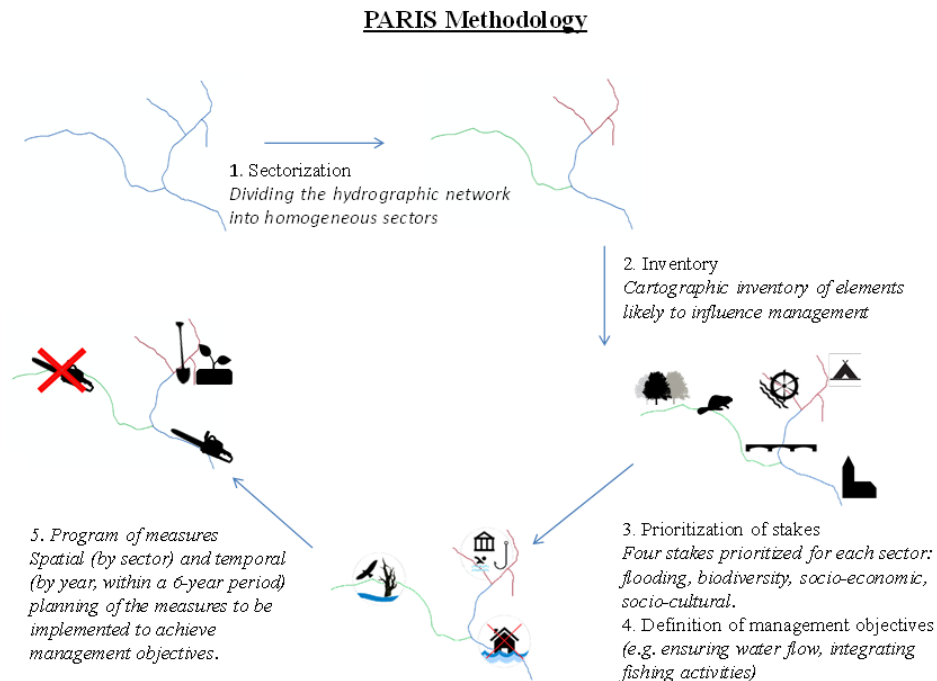 PARIS Methodology
1. Sectorization
Dividing the hydrographic network
into homogeneous sectors
2. Inventory
Cartographic inventory of elements
likely to influence management
3. Prioritization of stakes
Four stakes prioritized for each sector:
flooding, biodiversity, socio-economic,
socio-cultural.
4. Definition of management objectives
(e.g. ensuring water flow, integrating
fishing activities)
5. Program of measures
Spatial (by sector) and temporal
(by year, within a 6-year period)
planning of the measures to be
implemented to achieve
management objectives.